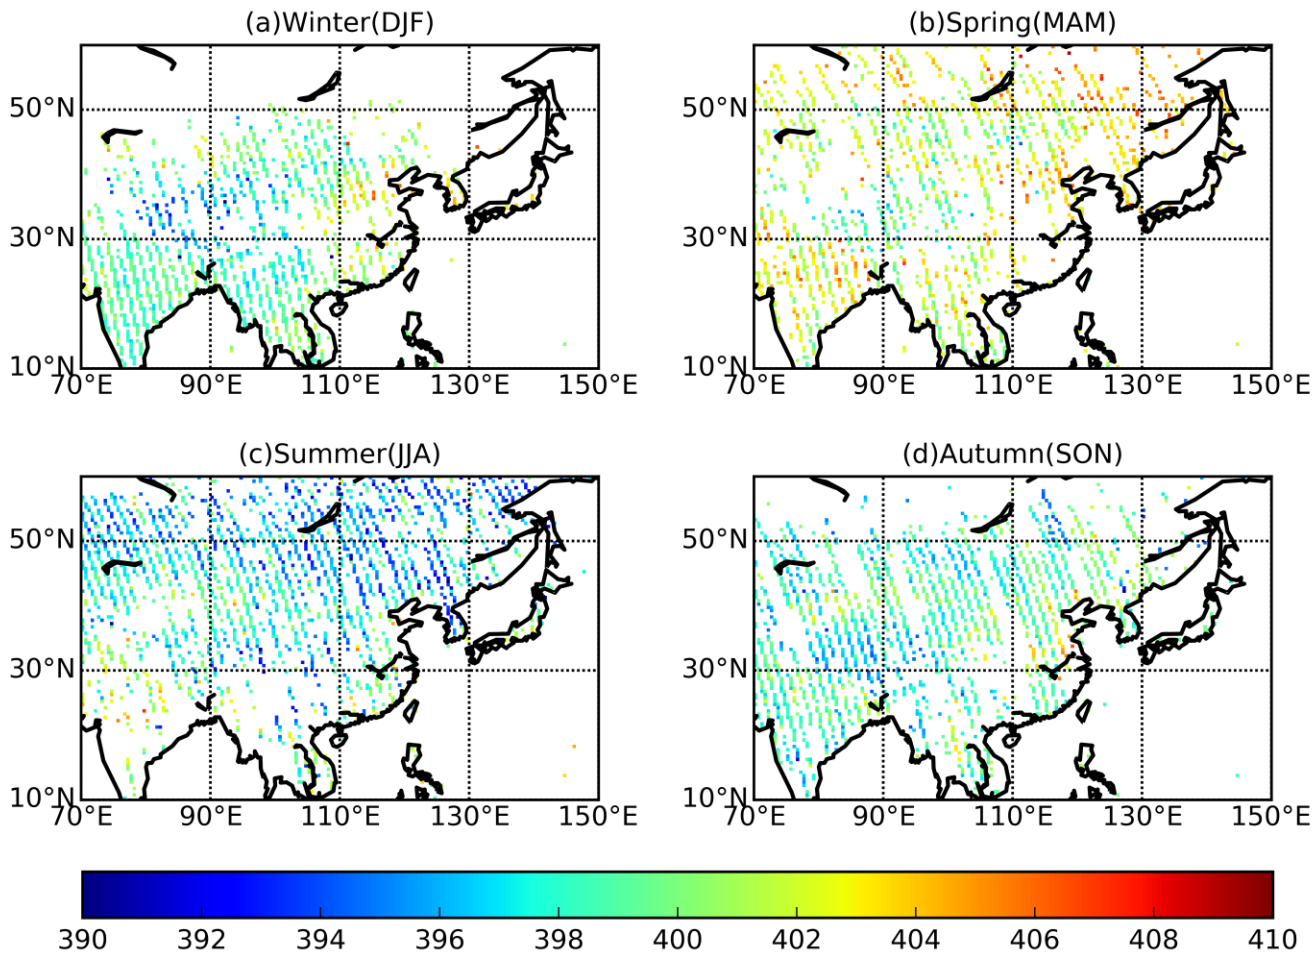 (a)Winter(DJF)
(b)Spring(MAM)
50°N
30°N
10°N
70°E 90°E 110°E 130°E 150°E
50°N
30°N
10°N
70°E 90°E 110°E 130°E 150°E
(c)Summer(JJA)
(d)Autumn(SON)
50°N
30°N
10°N
70°E 90°E 110°E 130°E 150°E
50°N
30°N
10°N
70°E 90°E 110°E 130°E 150°E
390 392 394 396 398 400 402 404 406 408 410